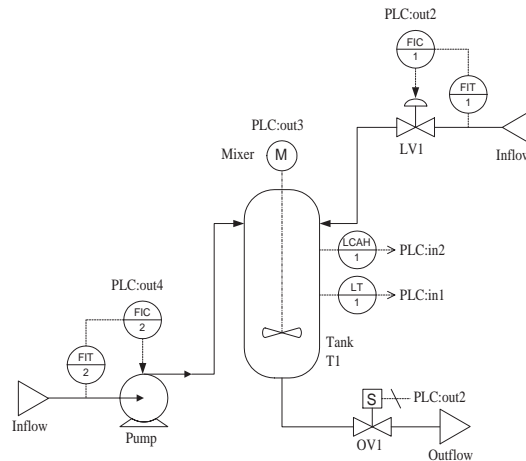 PLC:out2
FIC
1
FIT
1
PLC:out3
Mixer
M
LV1
Inflow
LCAH
1
PLC:in2
LT
1
PLC:in1
PLC:out4
FIC
2
FIT
2
Tank
T1
S
PLC:out2
Inflow
Pump
OV1
Outflow